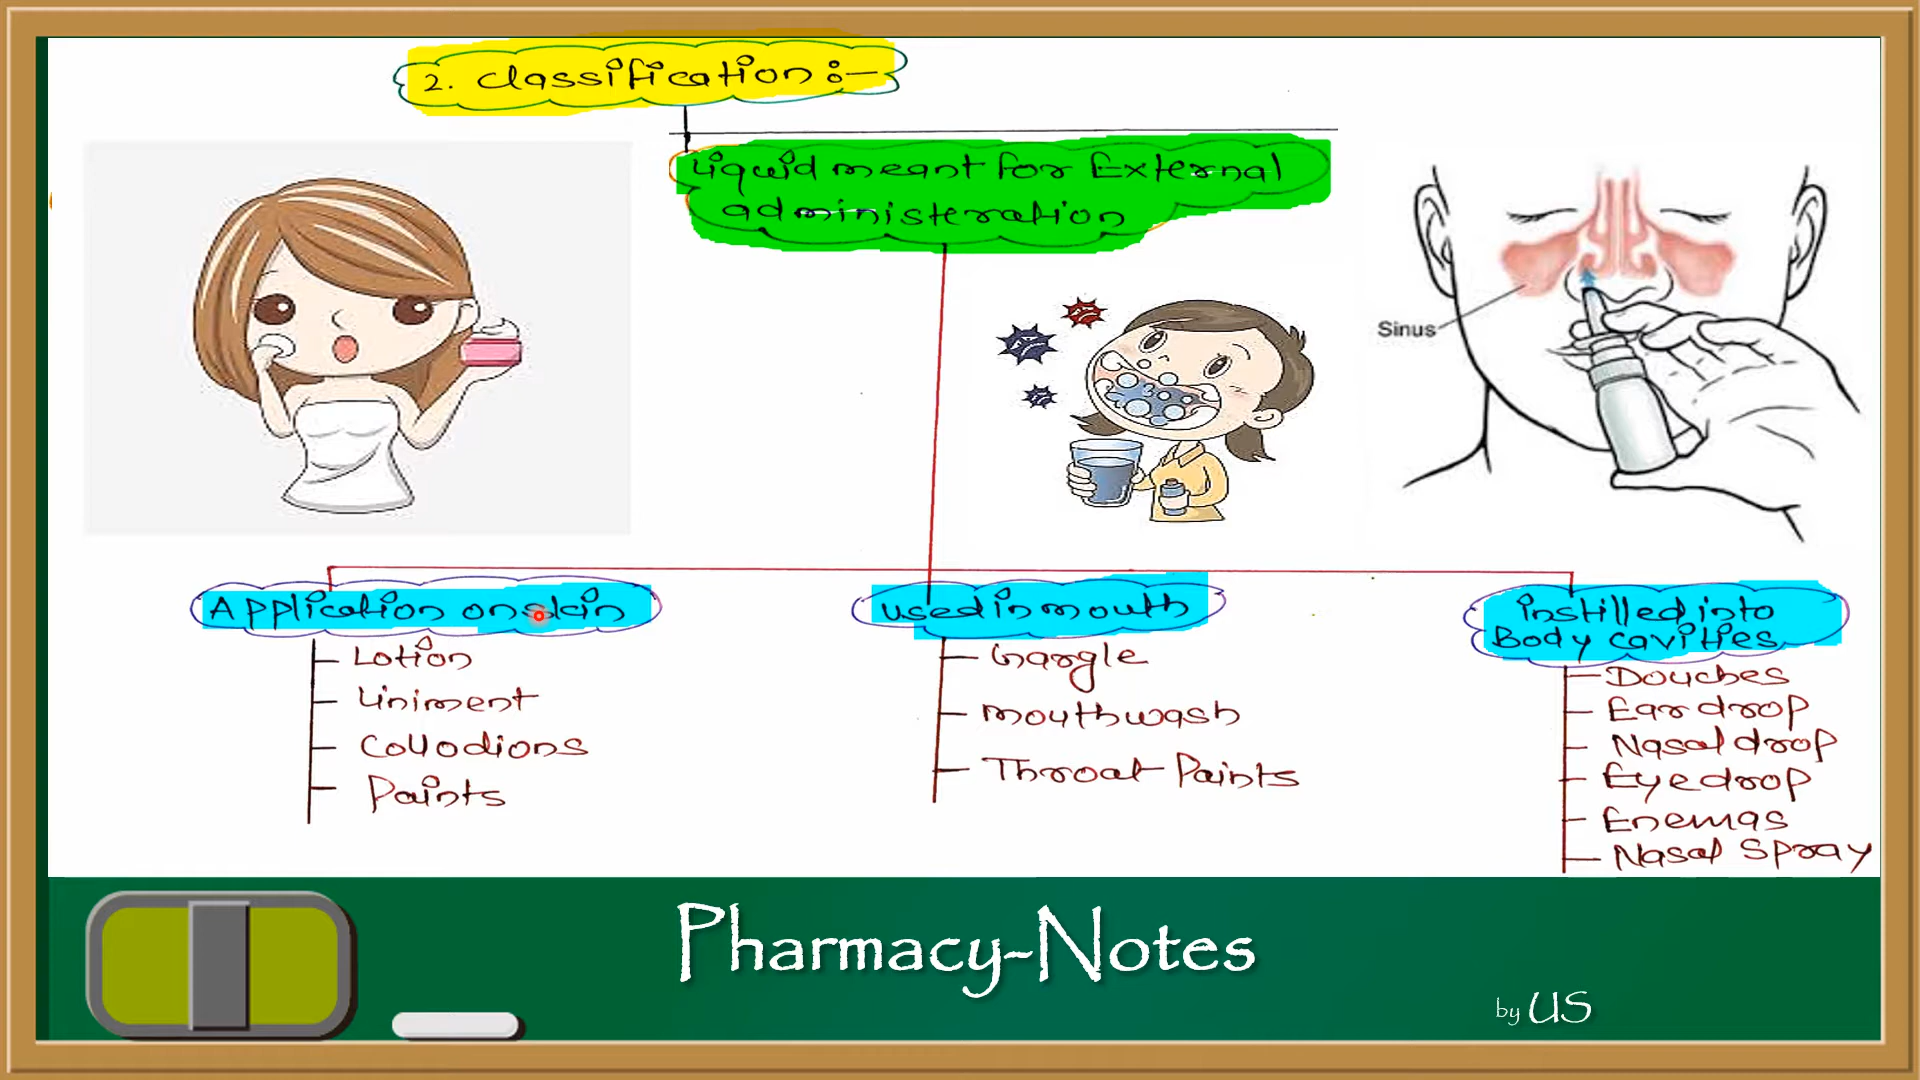 2. Classification :-
Liquid meant for External
administeration
Sinus
Application on skin
Lotion
Liniment
Collodions
Paints
used in mouth
Gargle
mouthwash
Throat Paints
instilled into
Body cavities
Douches
Ear drop
Nasal drop
Eye drop
Enemas
Nasal Spray
Pharmacy-Notes
by US